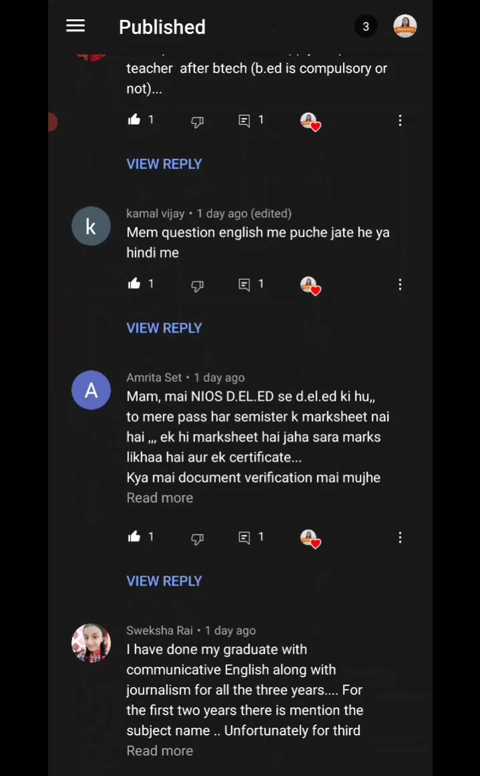 Published
3
teacher after btech (b.ed is compulsory or
not)...
1
1
VIEW REPLY
k
kamal vijay • 1 day ago (edited)
Mem question english me puche jate he ya
hindi me
1
1
VIEW REPLY
A
Amrita Set • 1 day ago
Mam, mai NIOS D.EL.ED se d.el.ed ki hu,,
to mere pass har semister k marksheet nai
hai ,,, ek hi marksheet hai jaha sara marks
likhaa hai aur ek certificate...
Kya mai document verification mai mujhe
Read more
1
1
VIEW REPLY
Sweksha Rai • 1 day ago
I have done my graduate with
communicative English along with
journalism for all the three years.... For
the first two years there is mention the
subject name .. Unfortunately for third
Read more